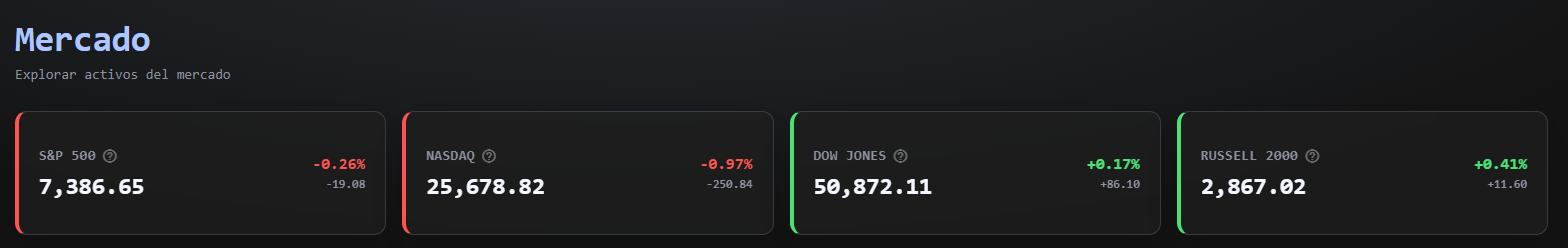 Mercado
Explorar activos del mercado
S&P 500
7,386.65
-0.26%
-19.08
NASDAQ
25,678.82
-0.97%
-250.84
DOW JONES
50,872.11
+0.17%
+86.10
RUSSELL 2000
2,867.02
+0.41%
+11.60